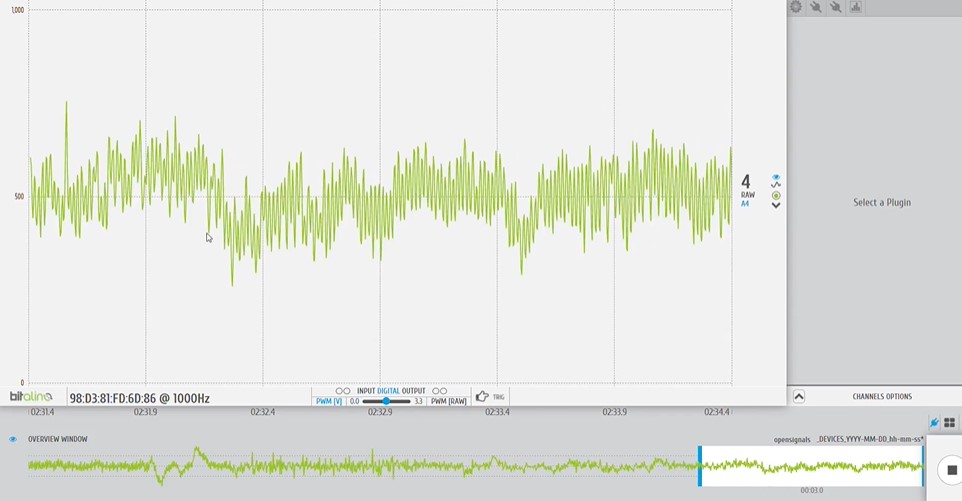 1,000
500
0
4
RAW
A4
Select a Plugin
bitalino
98:D3:81:FD:6D:86 @ 1000Hz
INPUT DIGITAL OUTPUT
PWM [V] 0.0 3.3 PWM [RAW]
TRIG
CHANNELS OPTIONS
02:31.4 02:31.9 02:32.4 02:32.9 02:33.4 02:33.9 02:34.4
OVERVIEW WINDOW
opensignals _DEVICES_YYYY-MM-DD_hh-mm-ss*
00:03.0